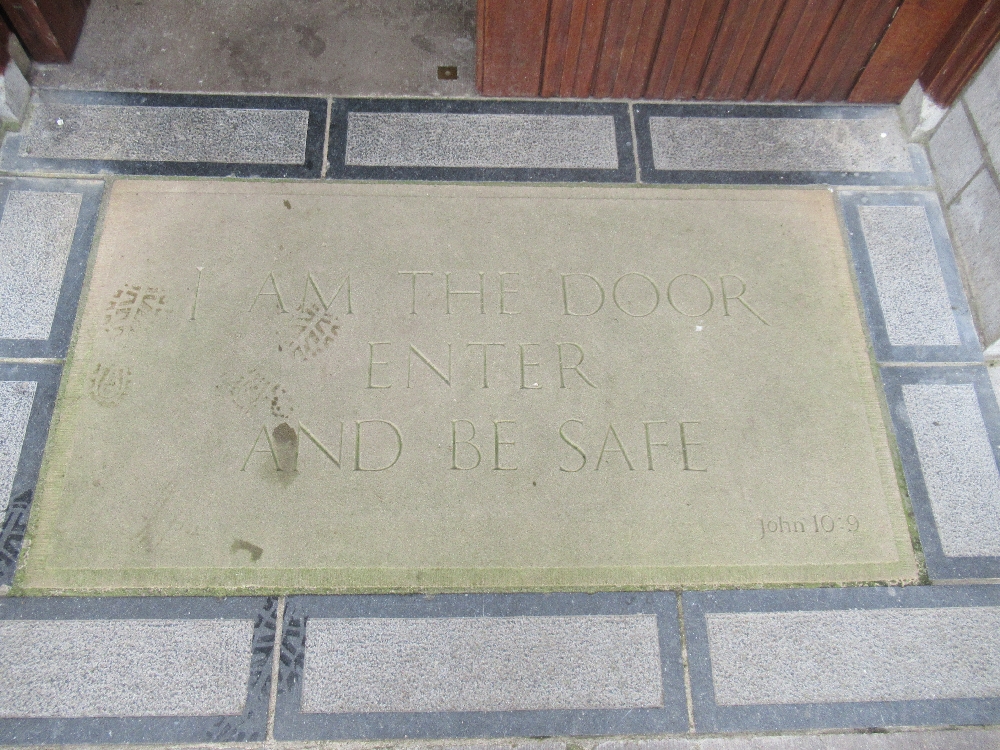 I AM THE DOOR
ENTER
AND BE SAFE
john 10:9